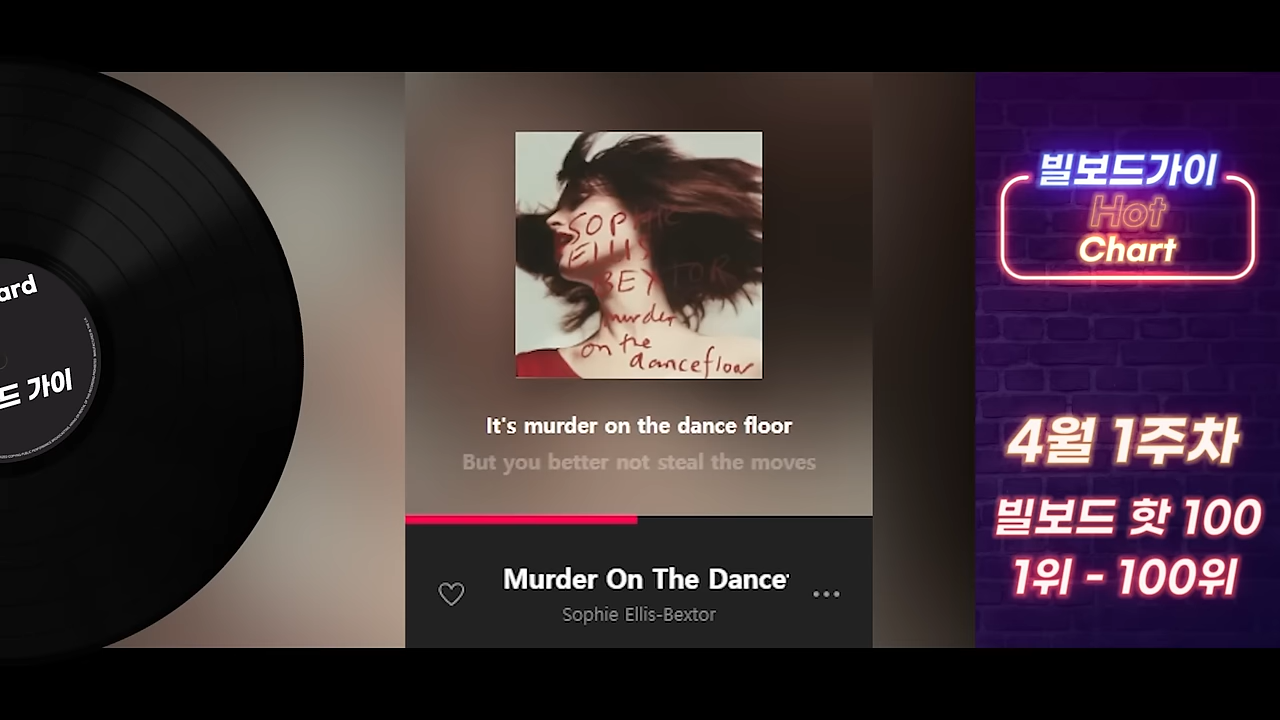 ard
드 가이
SOPHIE
ELLIS
BEXTOR
murder
on the
dancefloor
It's murder on the dance floor
But you better not steal the moves
Murder On The Dance
Sophie Ellis-Bextor
빌보드가이
Hot
Chart
4월 1주차
빌보드 핫 100
1위 - 100위